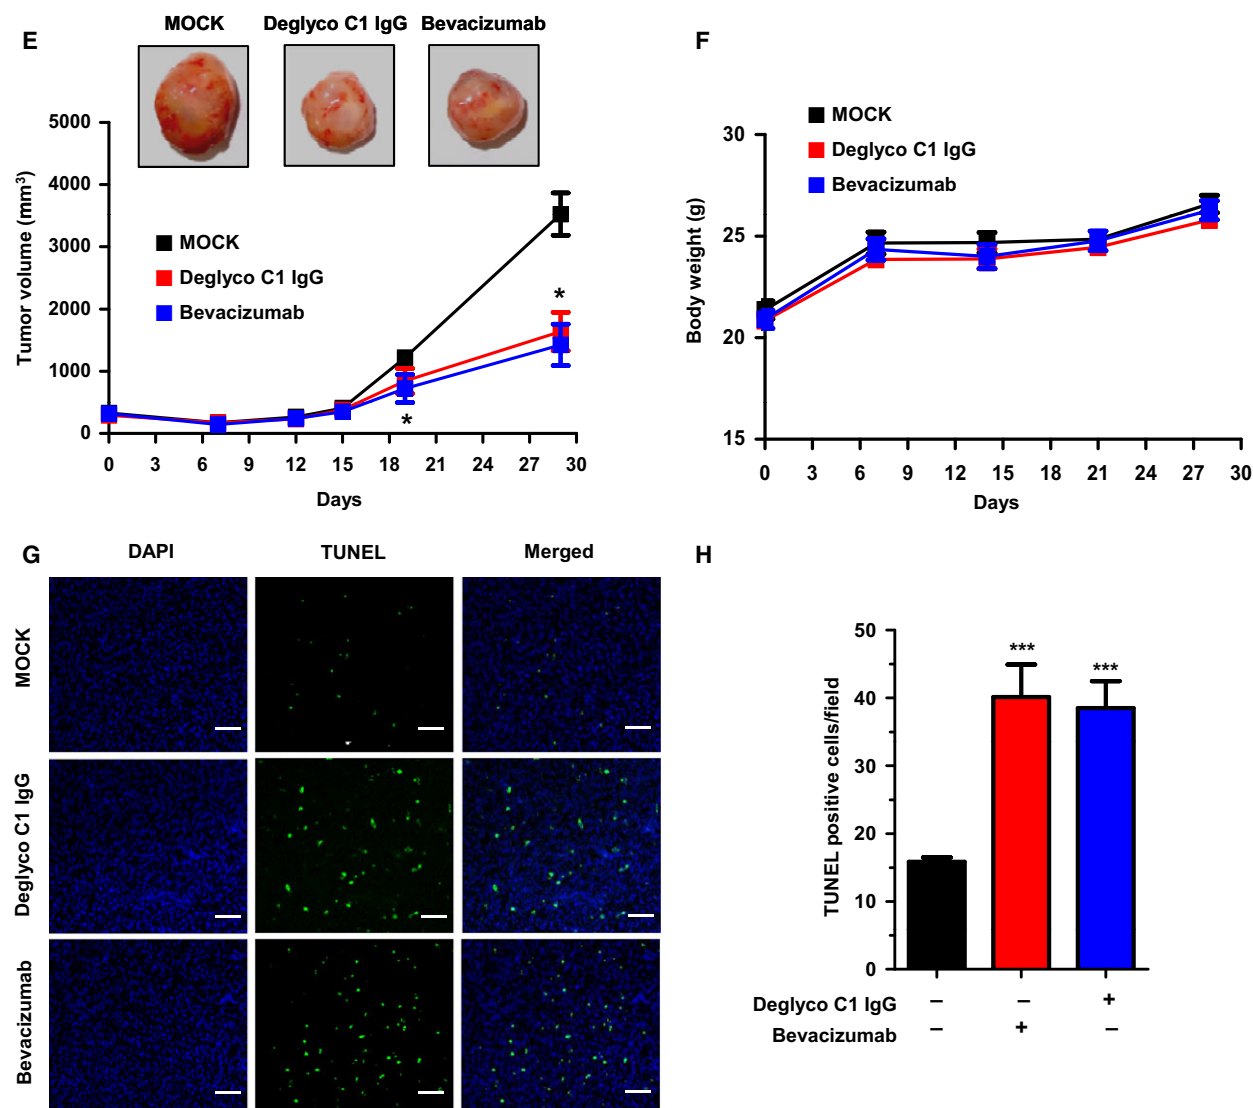 E
MOCK Deglyco C1 IgG Bevacizumab
5000
4000
3000
2000
1000
0
Tumor volume (mm³)
MOCK
Deglyco C1 IgG
Bevacizumab
*
*
0 3 6 9 12 15 18 21 24 27 30
Days
F
30
25
20
15
Body weight (g)
MOCK
Deglyco C1 IgG
Bevacizumab
0 3 6 9 12 15 18 21 24 27 30
Days
G
DAPI TUNEL Merged
MOCK
Deglyco C1 IgG
Bevacizumab
H
50
40
30
20
10
0
TUNEL positive cells/field
*** ***
Deglyco C1 IgG – – +
Bevacizumab – + –